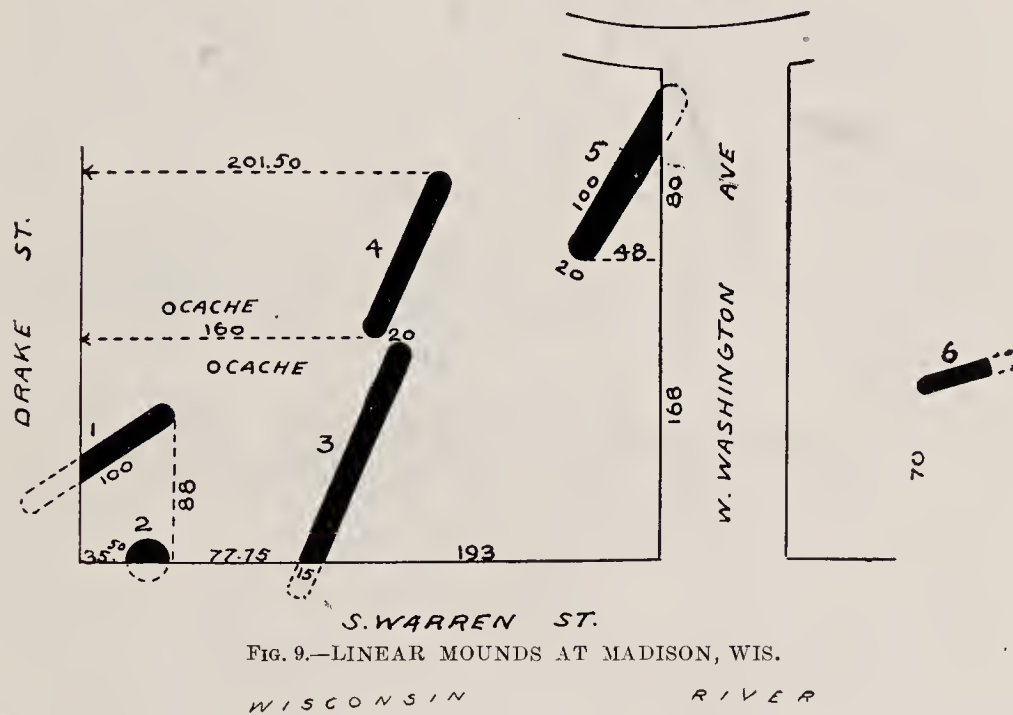 201.50
5
100
80
AVE
4
48
20
DRAKE ST.
O CACHE
160
20
O CACHE
W. WASHINGTON
6
3
168
1
100
88
70
2
35.50
77.75
193
15
S. WARREN ST.
FIG. 9.—LINEAR MOUNDS AT MADISON, WIS.
WISCONSIN RIVER